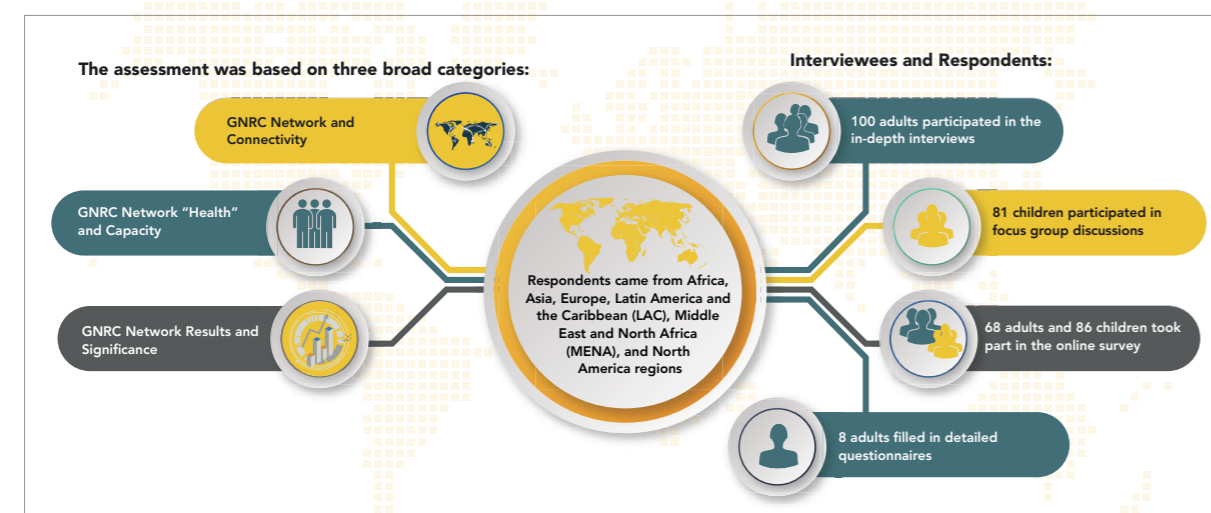 The assessment was based on three broad categories:
GNRC Network and
Connectivity
GNRC Network “Health”
and Capacity
GNRC Network Results and
Significance
Respondents came from Africa,
Asia, Europe, Latin America and
the Caribbean (LAC), Middle
East and North Africa
(MENA), and North
America regions
Interviewees and Respondents:
100 adults participated in the
in-depth interviews
81 children participated in
focus group discussions
68 adults and 86 children took
part in the online survey
8 adults filled in detailed
questionnaires